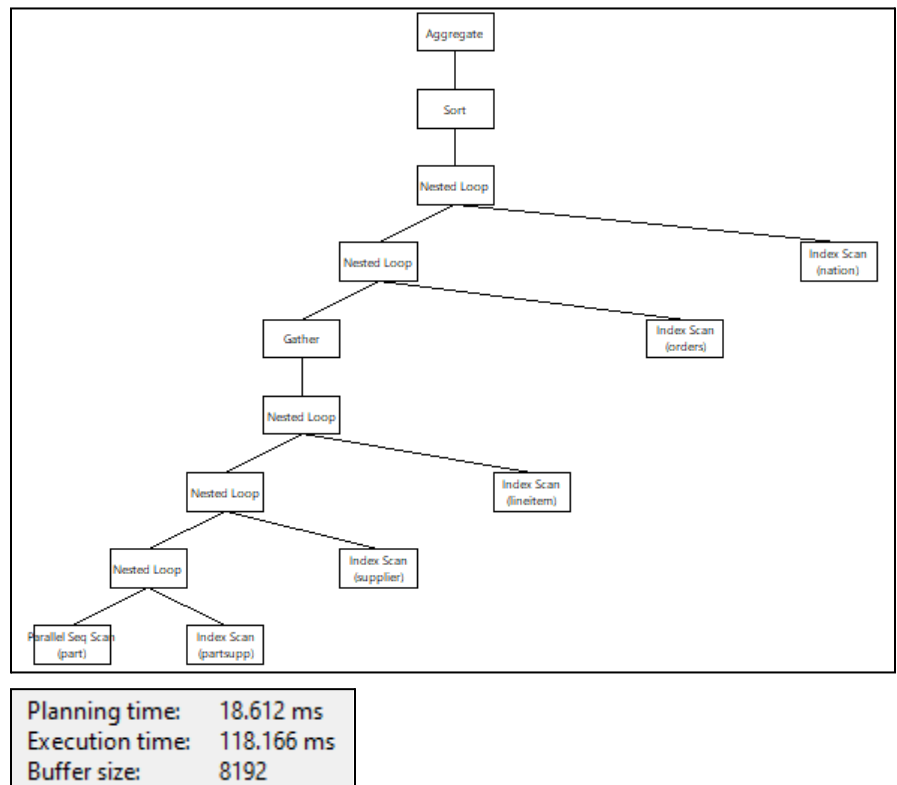 Aggregate
Sort
Nested Loop
Nested Loop
Index Scan
(nation)
Gather
Index Scan
(orders)
Nested Loop
Nested Loop
Index Scan
(lineitem)
Nested Loop
Index Scan
(supplier)
Parallel Seq Scan
(part)
Index Scan
(partsupp)
Planning time: 18.612 ms
Execution time: 118.166 ms
Buffer size: 8192